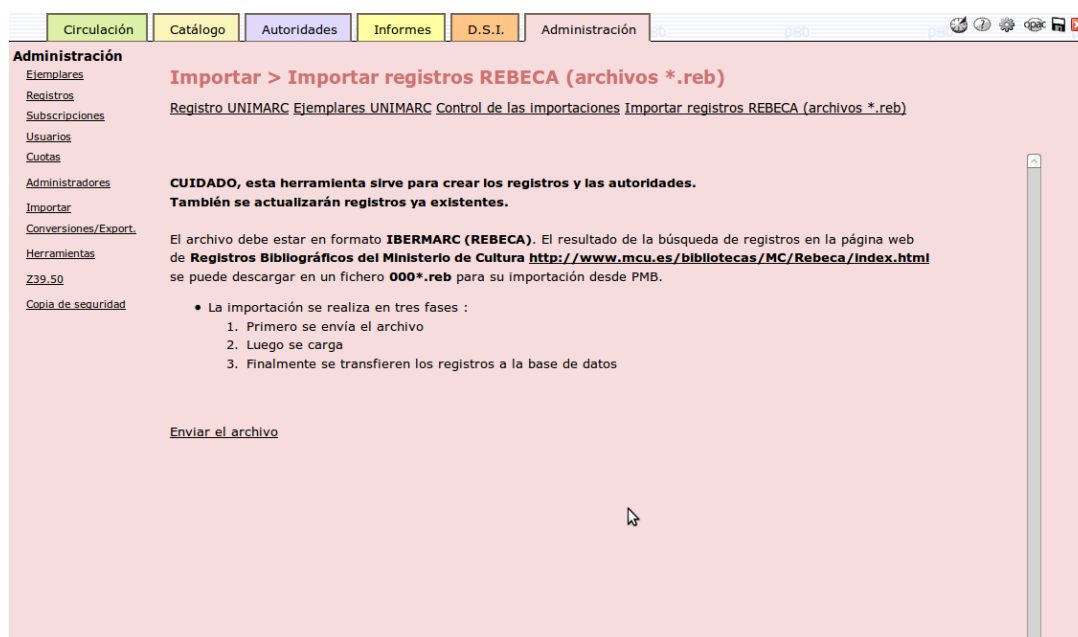 Circulación Catálogo Autoridades Informes D.S.I. Administración
opac
Administración
Ejemplares
Registros
Subscripciones
Usuarios
Cuotas
Administradores
Importar
Conversiones/Export.
Herramientas
Z39.50
Copia de seguridad
Importar > Importar registros REBECA (archivos *.reb)
Registro UNIMARC Ejemplares UNIMARC Control de las importaciones Importar registros REBECA (archivos *.reb)
CUIDADO, esta herramienta sirve para crear los registros y las autoridades.
También se actualizarán registros ya existentes.
El archivo debe estar en formato IBERMARC (REBECA). El resultado de la búsqueda de registros en la página web
de Registros Bibliográficos del Ministerio de Cultura http://www.mcu.es/bibliotecas/MC/Rebeca/index.html
se puede descargar en un fichero 000*.reb para su importación desde PMB.
• La importación se realiza en tres fases :
1. Primero se envía el archivo
2. Luego se carga
3. Finalmente se transfieren los registros a la base de datos
Enviar el archivo